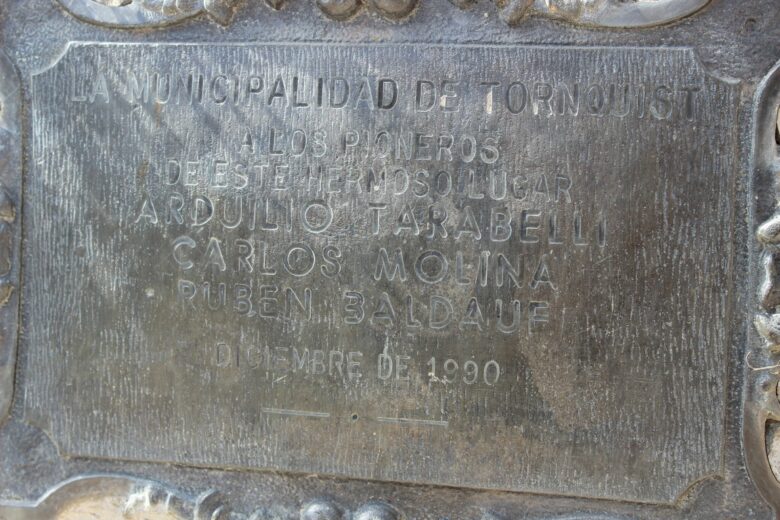 LA MUNICIPALIDAD DE TORNQUIST
A LOS PIONEROS
DE ESTE HERMOSO LUGAR
ARDUILIO TARABELLI
CARLOS MOLINA
RUBEN BALDAUF
DICIEMBRE DE 1990